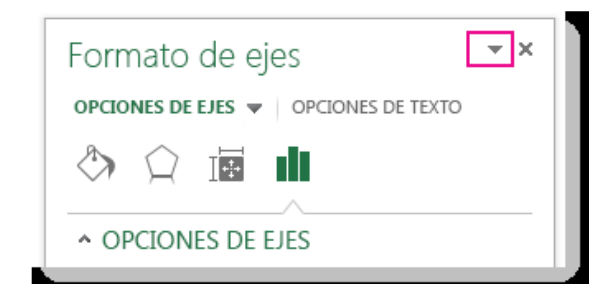 Formato de ejes
OPCIONES DE EJES OPCIONES DE TEXTO
OPCIONES DE EJES